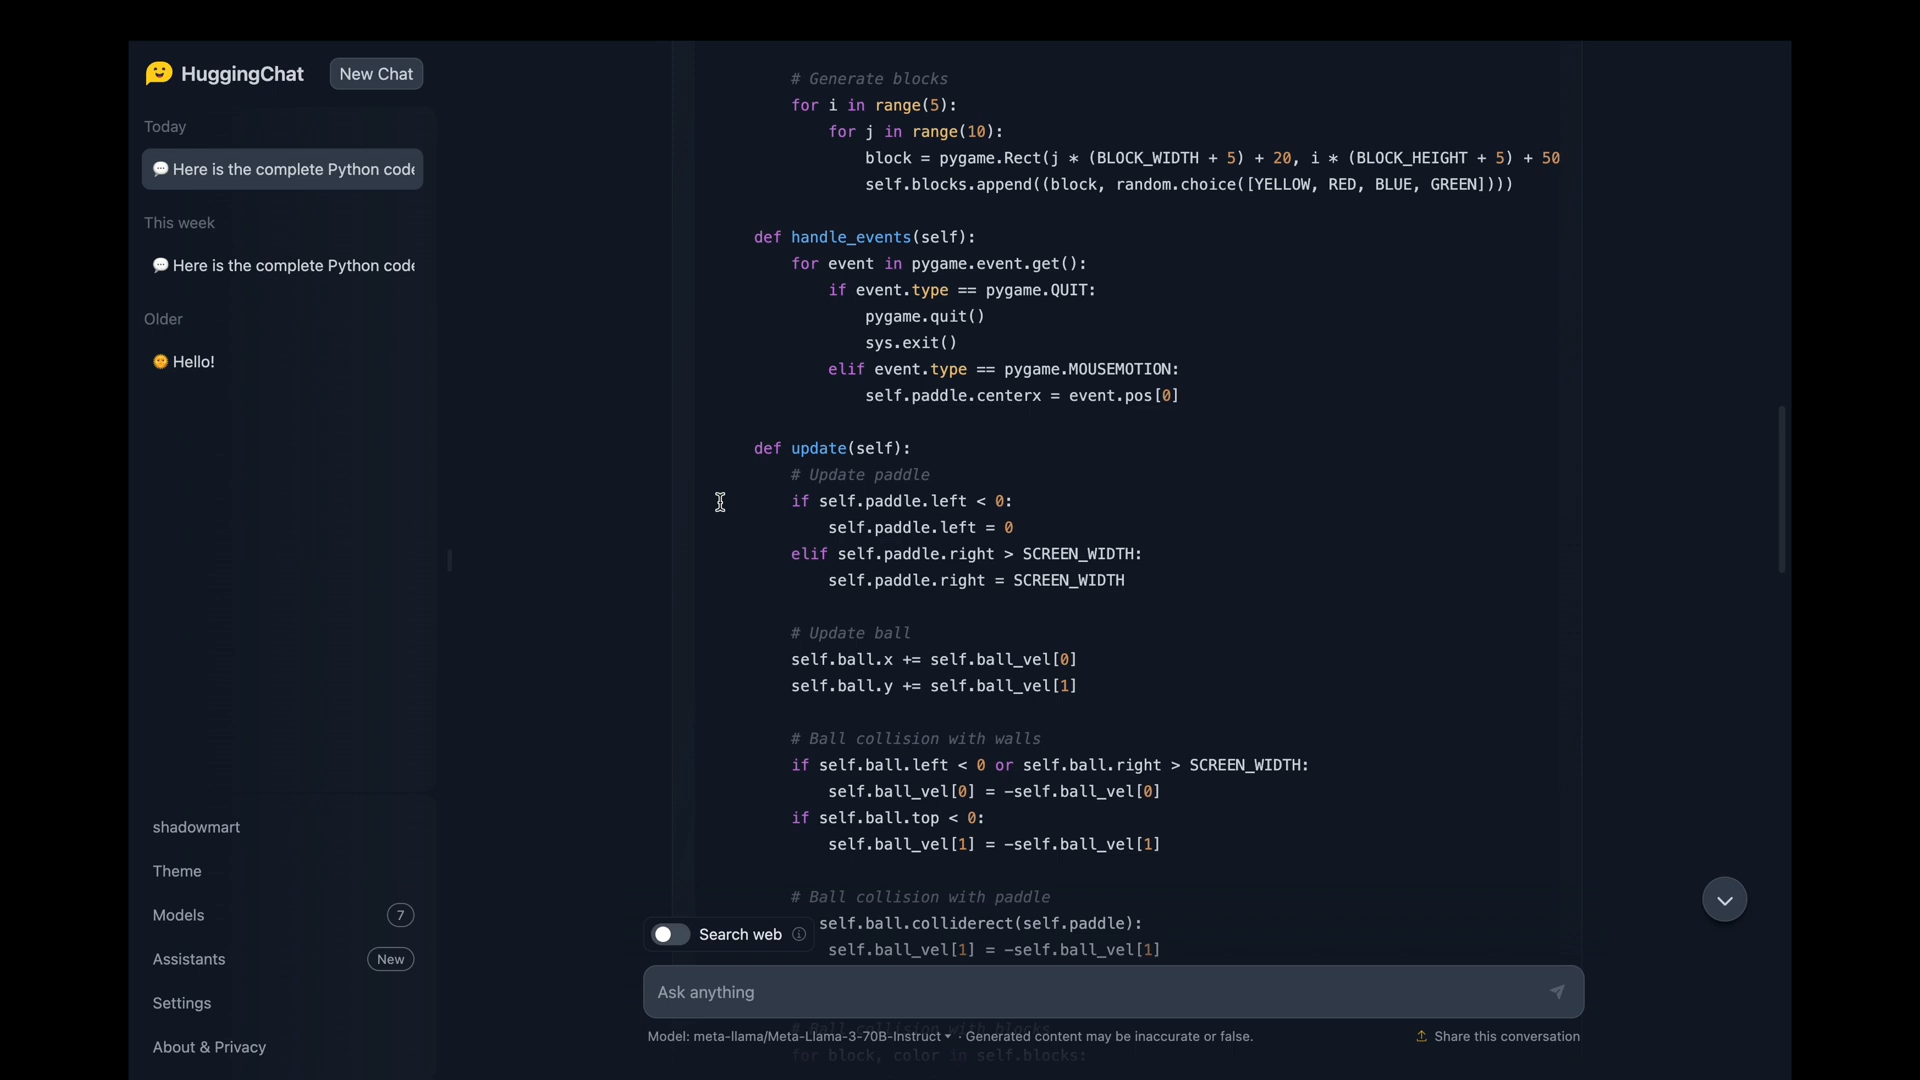 HuggingChat
New Chat
Today
💬 Here is the complete Python code
This week
💬 Here is the complete Python code
Older
🌞 Hello!
shadowmart
Theme
Models 7
Assistants New
Settings
About & Privacy
# Generate blocks
for i in range(5):
for j in range(10):
block = pygame.Rect(j * (BLOCK_WIDTH + 5) + 20, i * (BLOCK_HEIGHT + 5) + 50
self.blocks.append((block, random.choice([YELLOW, RED, BLUE, GREEN])))
def handle_events(self):
for event in pygame.event.get():
if event.type == pygame.QUIT:
pygame.quit()
sys.exit()
elif event.type == pygame.MOUSEMOTION:
self.paddle.centerx = event.pos[0]
def update(self):
# Update paddle
if self.paddle.left < 0:
self.paddle.left = 0
elif self.paddle.right > SCREEN_WIDTH:
self.paddle.right = SCREEN_WIDTH
# Update ball
self.ball.x += self.ball_vel[0]
self.ball.y += self.ball_vel[1]
# Ball collision with walls
if self.ball.left < 0 or self.ball.right > SCREEN_WIDTH:
self.ball_vel[0] = -self.ball_vel[0]
if self.ball.top < 0:
self.ball_vel[1] = -self.ball_vel[1]
# Ball collision with paddle
self.ball.colliderect(self.paddle):
self.ball_vel[1] = -self.ball_vel[1]
Search web
Ask anything
# Ball collision with blocks
Model: meta-llama/Meta-Llama-3-70B-Instruct · Generated content may be inaccurate or false.
Share this conversation
for block, color in self.blocks: